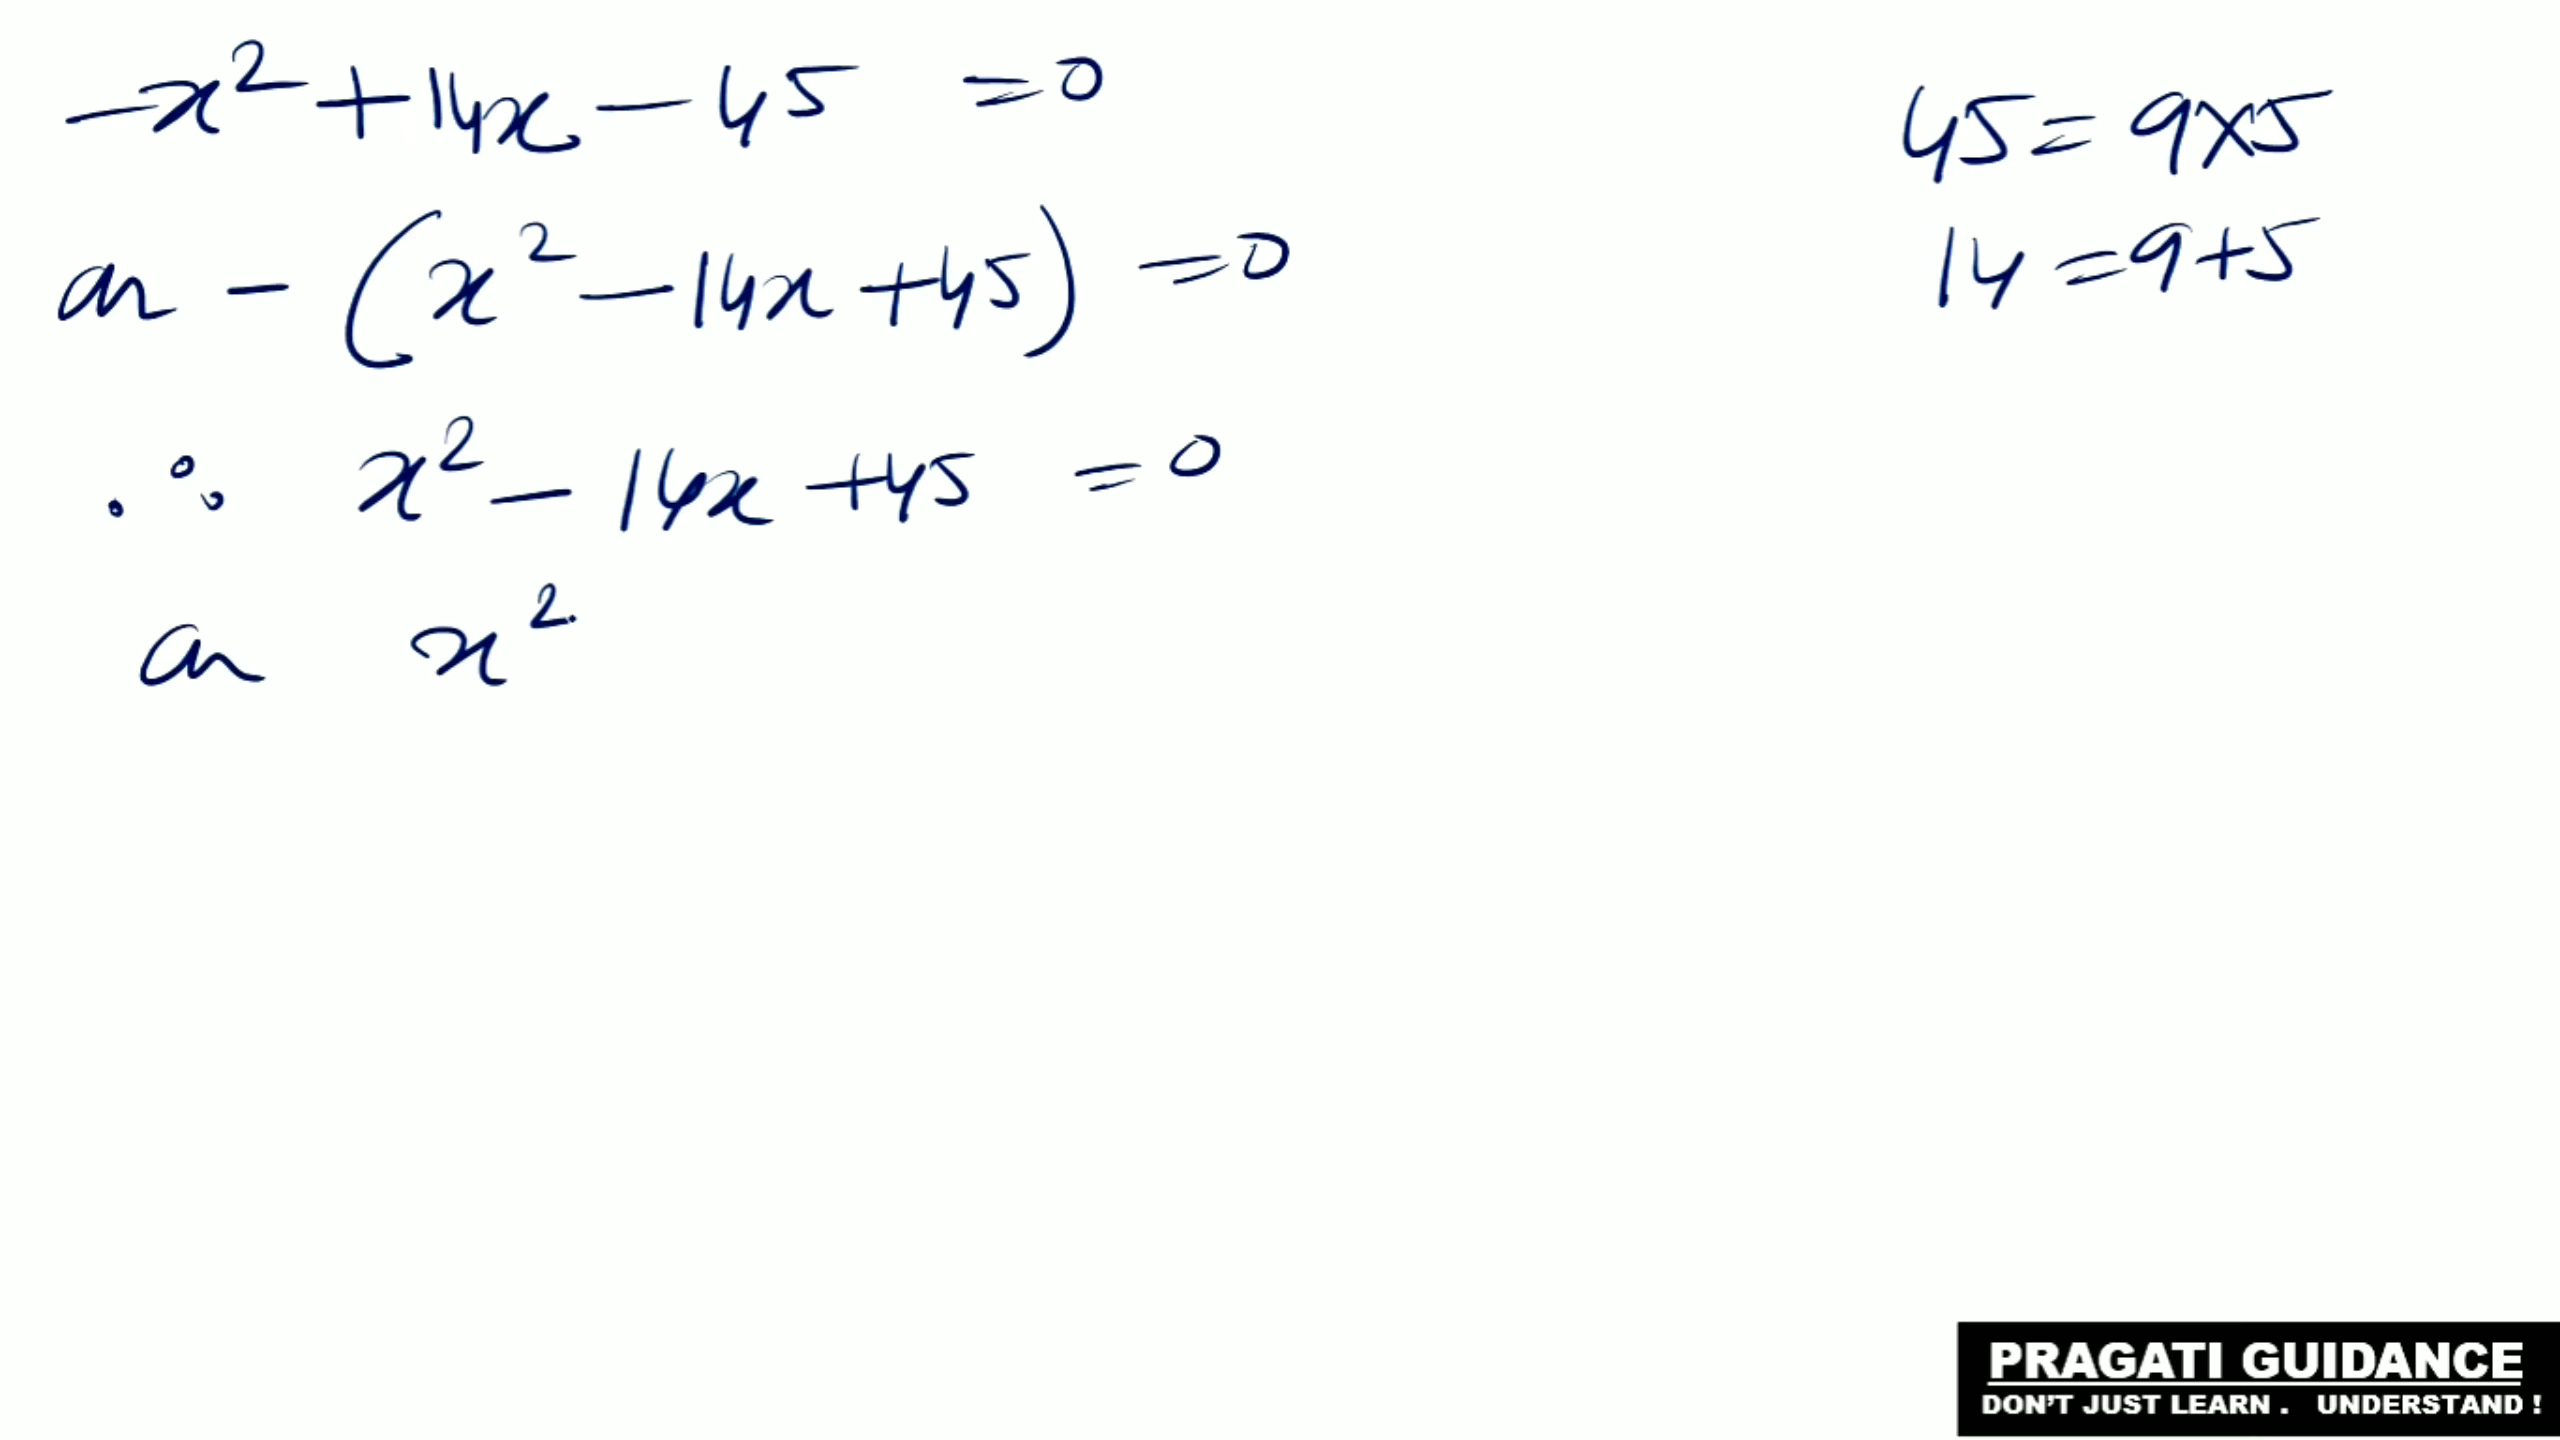 -x² + 14x - 45 = 0
or - (x² - 14x + 45) = 0
∴ x² - 14x + 45 = 0
or x²
45 = 9×5
14 = 9+5
PRAGATI GUIDANCE
DON'T JUST LEARN . UNDERSTAND !